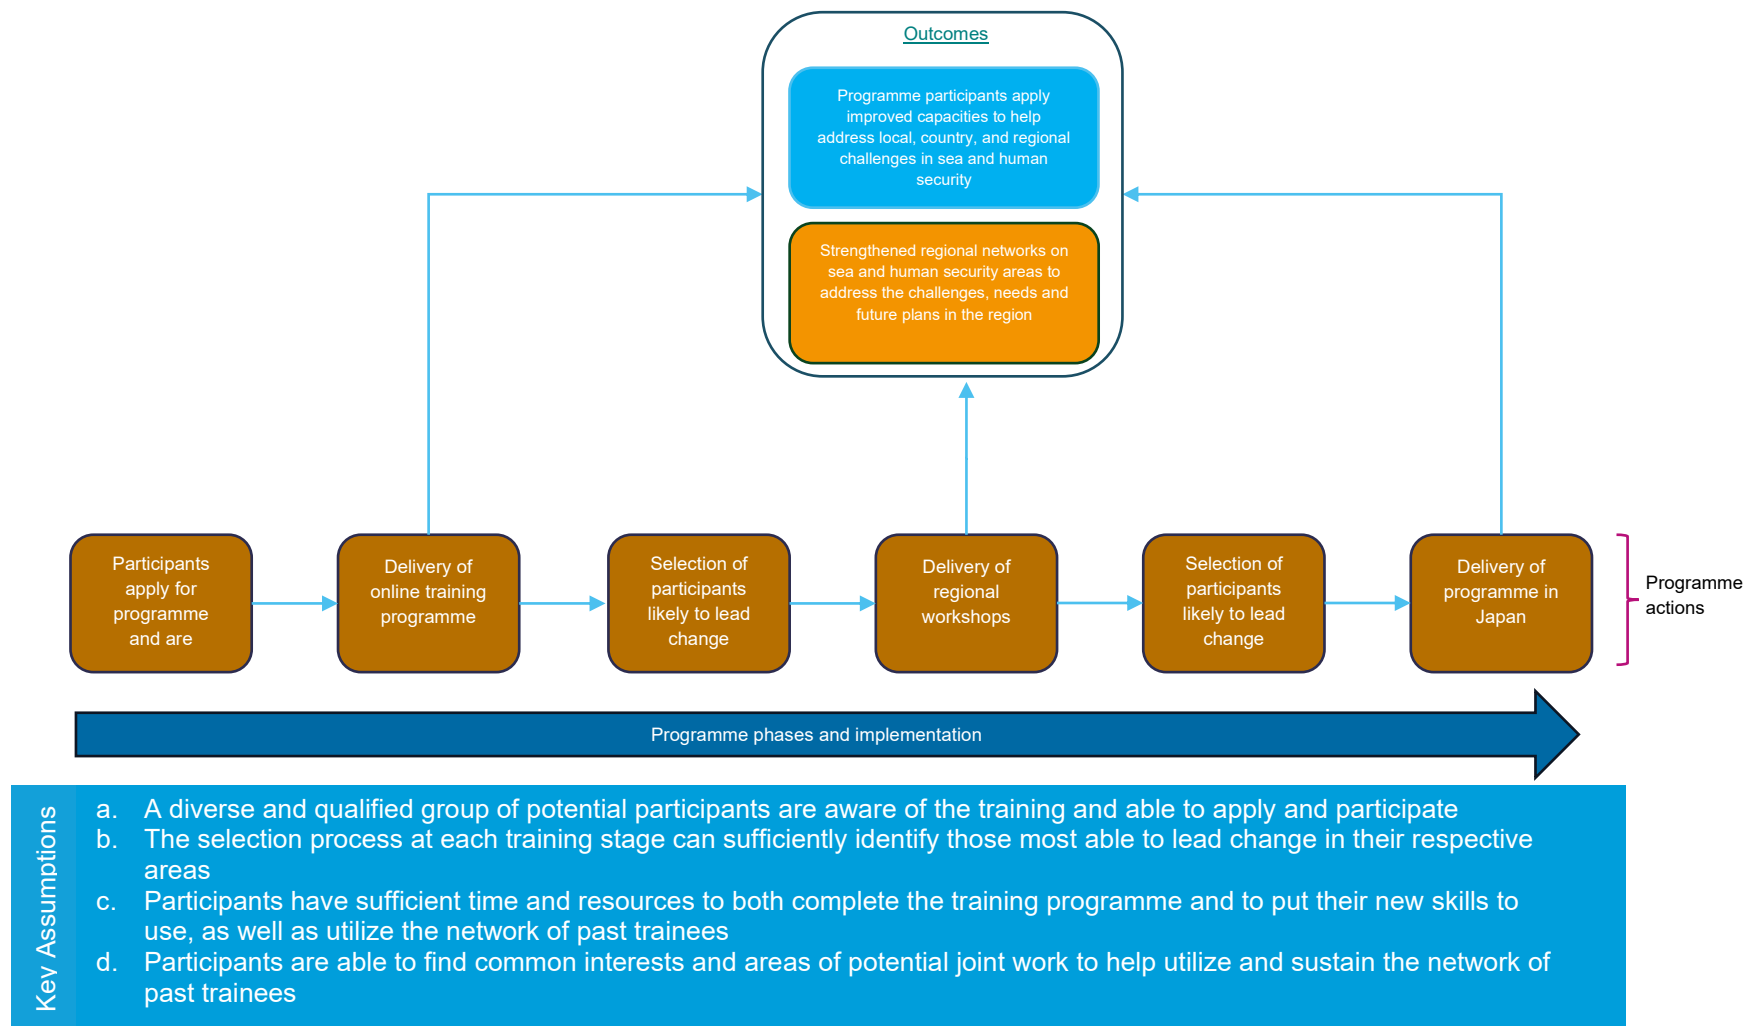 Outcomes
Programme participants apply
improved capacities to help
address local, country, and regional
challenges in sea and human
security
Strengthened regional networks on
sea and human security areas to
address the challenges, needs and
future plans in the region
Participants
apply for
programme
and are
Delivery of
online training
programme
Selection of
participants
likely to lead
change
Delivery of
regional
workshops
Selection of
participants
likely to lead
change
Delivery of
programme in
Japan
Programme
actions
Programme phases and implementation
Key Assumptions
a. A diverse and qualified group of potential participants are aware of the training and able to apply and participate
b. The selection process at each training stage can sufficiently identify those most able to lead change in their respective
areas
c. Participants have sufficient time and resources to both complete the training programme and to put their new skills to
use, as well as utilize the network of past trainees
d. Participants are able to find common interests and areas of potential joint work to help utilize and sustain the network of
past trainees